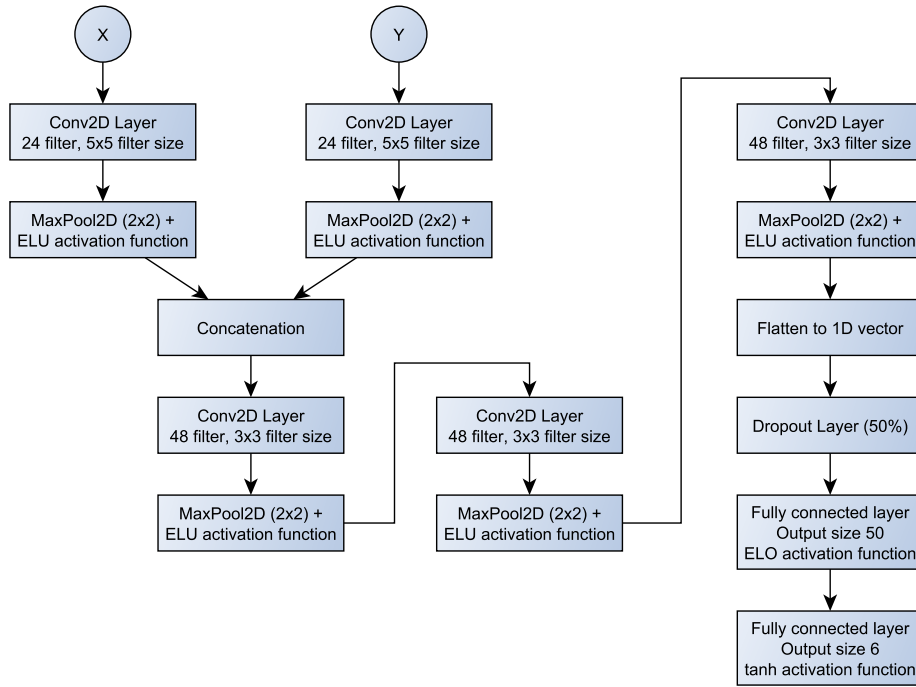 X
Conv2D Layer
24 filter, 5x5 filter size
MaxPool2D (2x2) +
ELU activation function
Y
Conv2D Layer
24 filter, 5x5 filter size
MaxPool2D (2x2) +
ELU activation function
Concatenation
Conv2D Layer
48 filter, 3x3 filter size
MaxPool2D (2x2) +
ELU activation function
Conv2D Layer
48 filter, 3x3 filter size
MaxPool2D (2x2) +
ELU activation function
Conv2D Layer
48 filter, 3x3 filter size
MaxPool2D (2x2) +
ELU activation function
Flatten to 1D vector
Dropout Layer (50%)
Fully connected layer
Output size 50
ELO activation function
Fully connected layer
Output size 6
tanh activation function